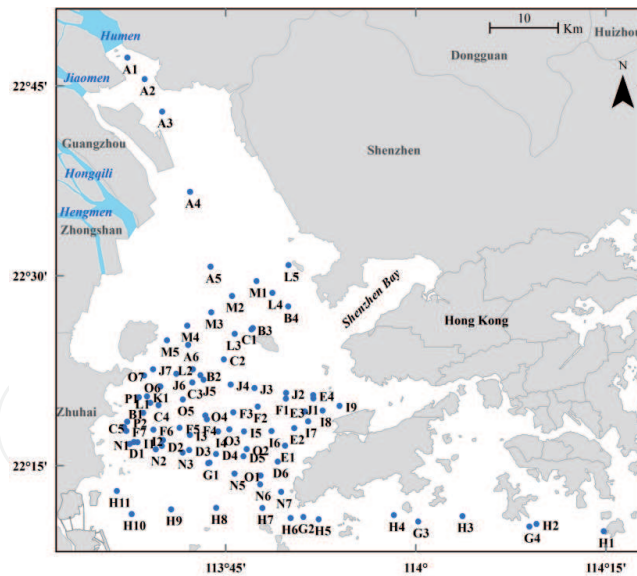 10
Km
Humen
Huizhou
Dongguan
N
A1
22°45'
Jiaomen
A2
A3
Guangzhou
Shenzhen
Hongqili
A4
Hengmen
Zhongshan
22°30'
A5
L5
M1
M2
L4
Shenzhen Bay
B4
M3
M4
B3
Hong Kong
M5
L3
C1
A6
C2
O7
J7
L2
B2
O6
J6
J5
J4
J3
J2
P1
L1
K1
C3
F1
E3
J1
I9
Zhuhai
B1
C4
O5
O4
F3
F2
I8
C5
P2
F7
F6
E5
I3
F4
O3
I5
E2
I7
N1
D1
I1
I2
D2
I4
O2
I6
N2
N3
D3
D4
D5
E1
22°15'
G1
D6
N5
O1
N6
N7
H11
H10
H9
H8
H7
H6
G2
H5
H4
G3
H3
G4
H2
H1
113°45'
114°
114°15'